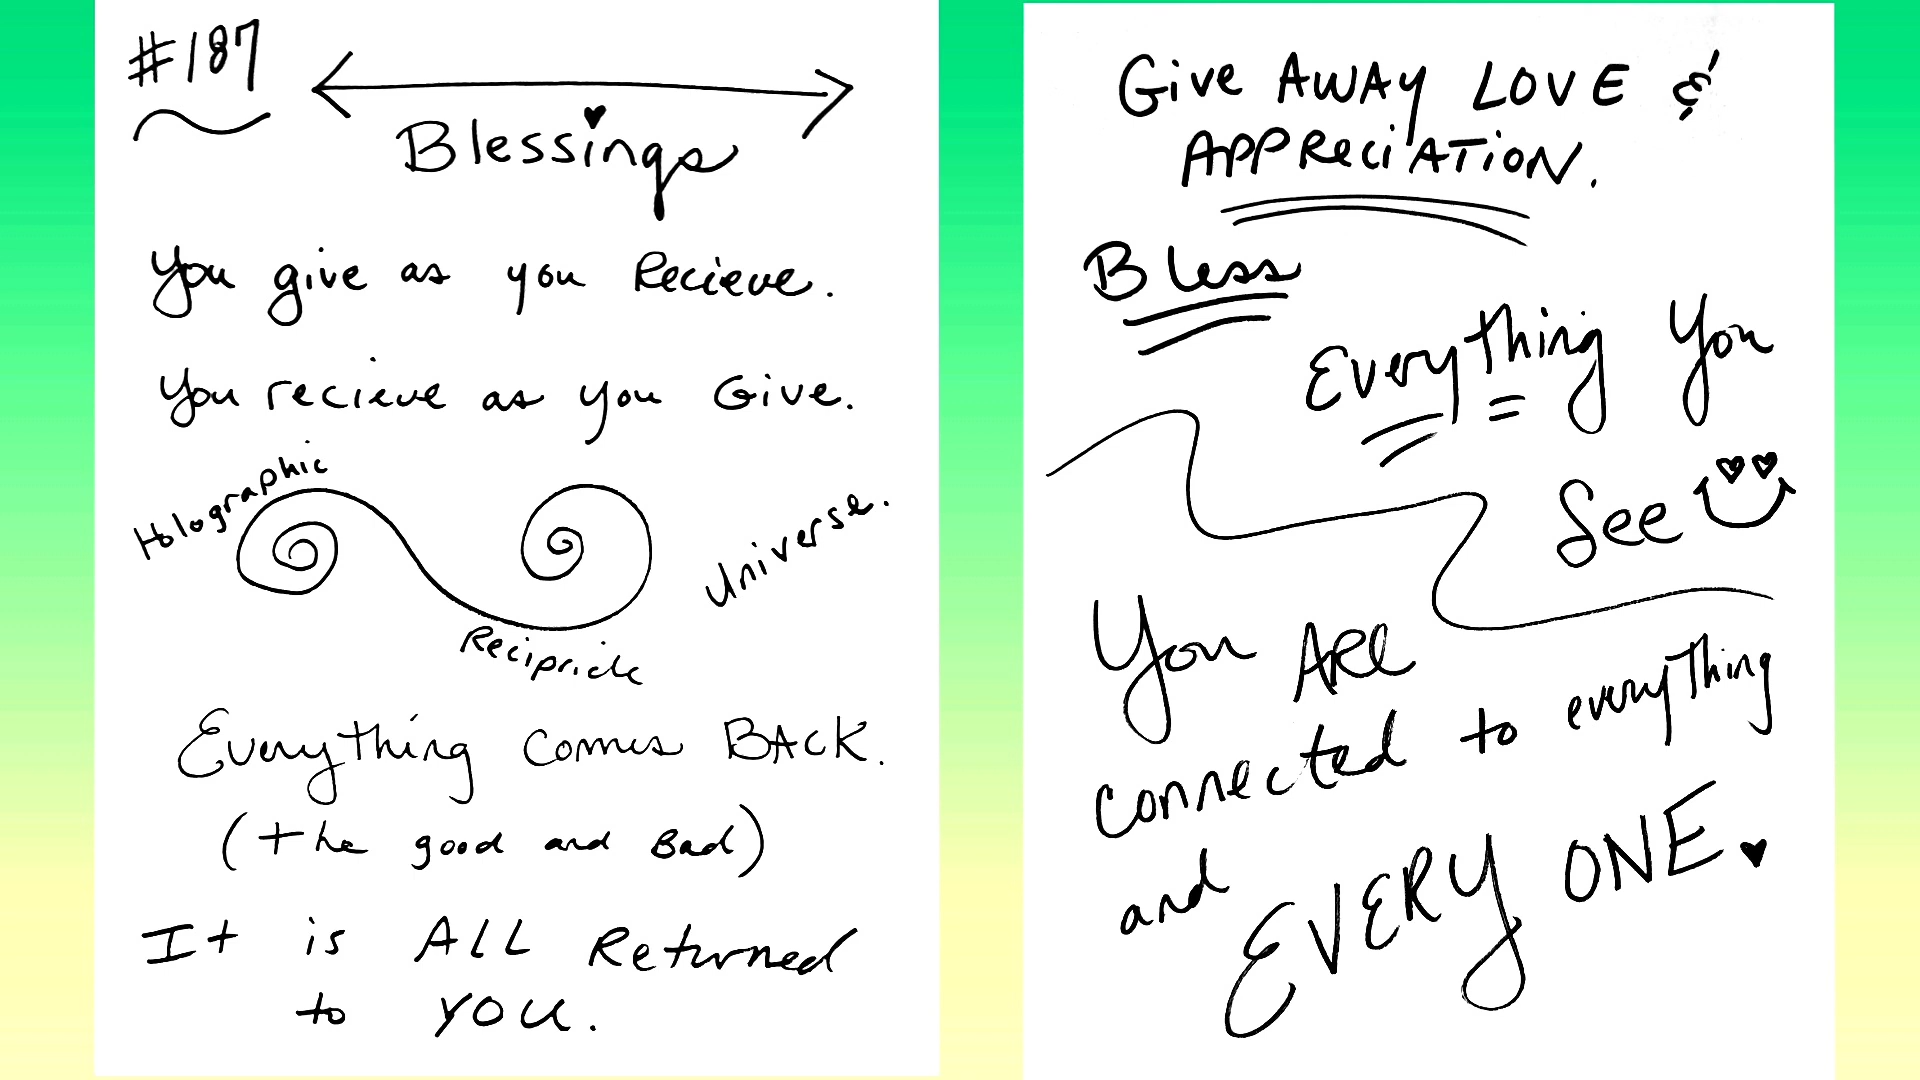 #187
Blessings
You give as you Recieve.
You recieve as you Give.
Holographic
Universe.
Recipricle
Everything comes BACK.
(the good and Bad)
It is ALL Returned
to YOU.
Give AWAY LOVE &
APPReciATiON.
Bless
Everything You
See
You ARe
connected to everything
and EVERY ONE.